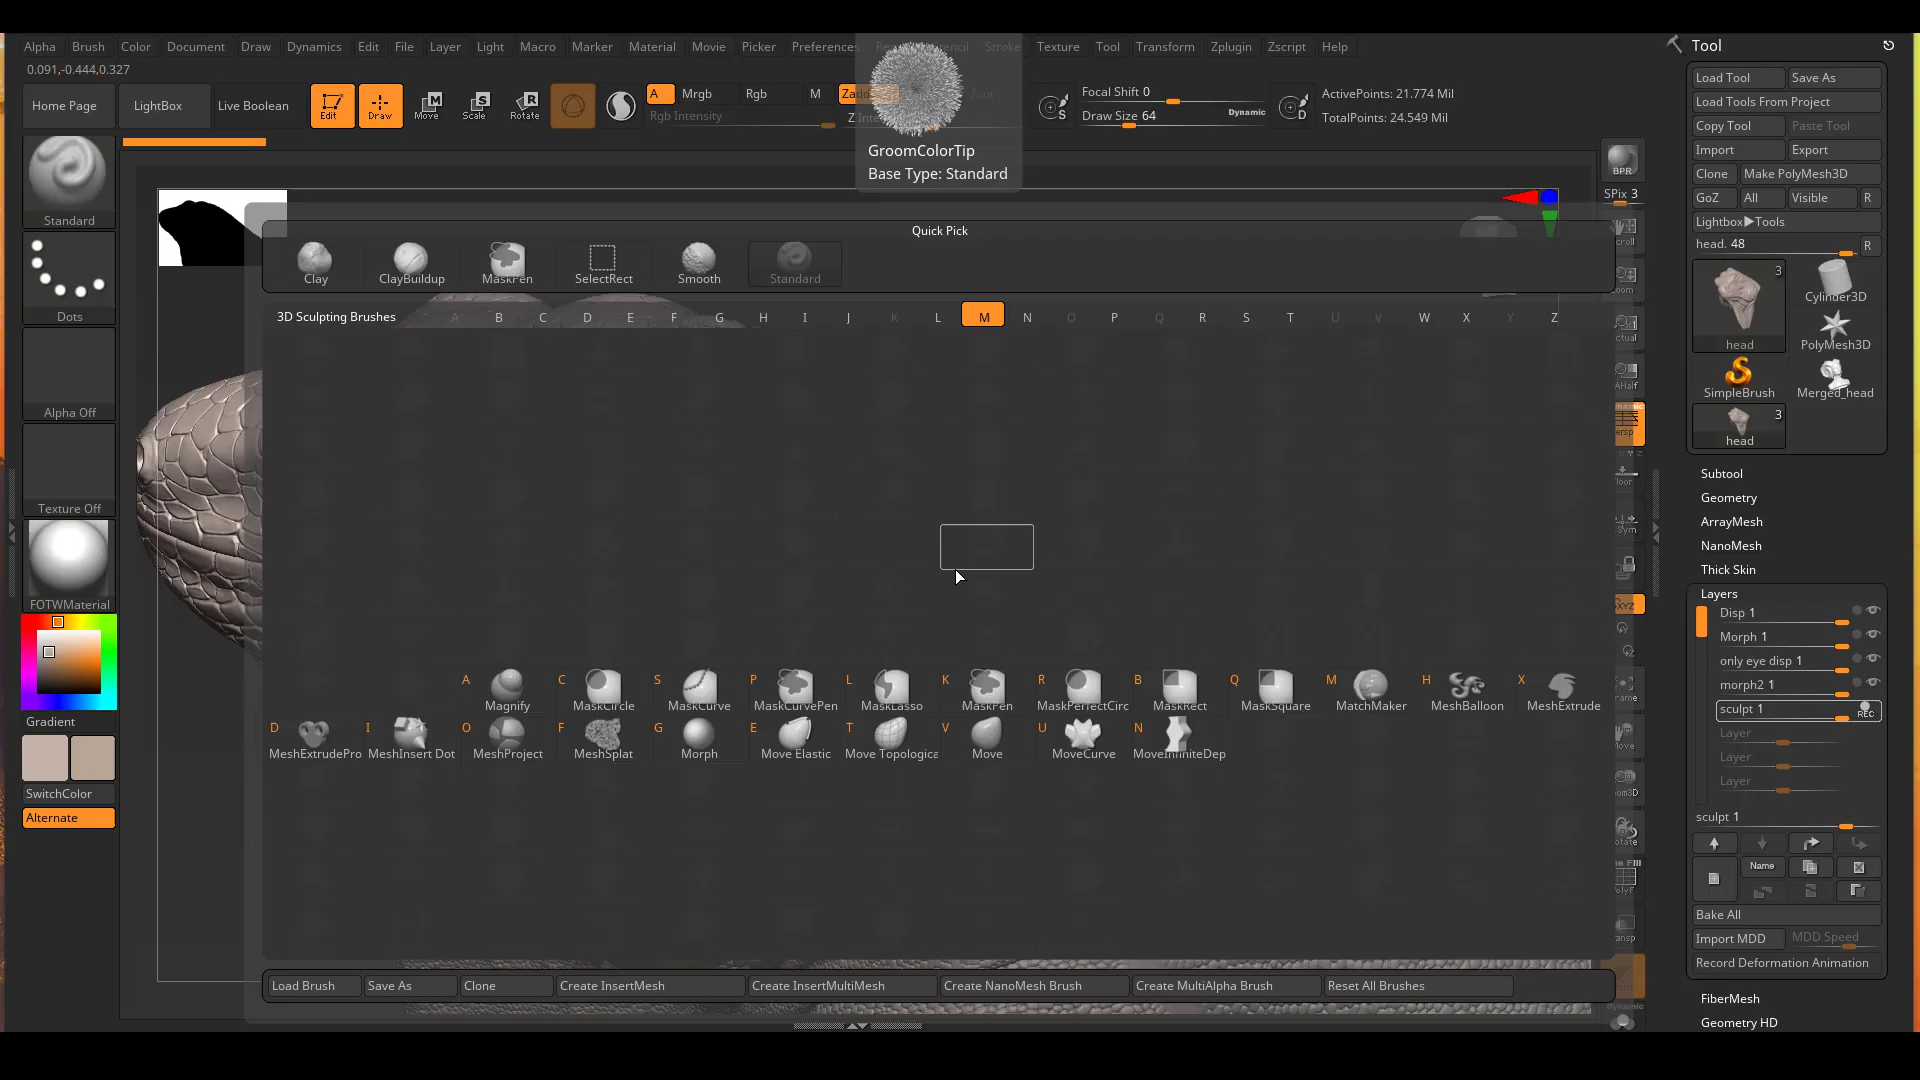 Alpha Brush Color Document Draw Dynamics Edit File Layer Light Macro Marker Material Movie Picker Preferences Stroke Texture Tool Transform Zplugin Zscript Help
Tool
0.091,-0.444,0.327
Home Page LightBox Live Boolean Edit Draw Move Scale Rotate
A Mrgb Rgb M Zadd Zcut
Rgb Intensity
GroomColorTip
Base Type: Standard
Focal Shift 0
Draw Size 64 Dynamic
ActivePoints: 21.774 Mil
TotalPoints: 24.549 Mil
Load Tool Save As
Load Tools From Project
Copy Tool Paste Tool
Import Export
Clone Make PolyMesh3D
GoZ All Visible R
Lightbox▶Tools
head. 48 R
3
head
Cylinder3D
PolyMesh3D
SimpleBrush
Merged_head
3
head
BPR
SPix 3
Standard
Dots
Alpha Off
Texture Off
FOTWMaterial
Gradient
SwitchColor
Alternate
Quick Pick
Clay ClayBuildup MaskPen SelectRect Smooth Standard
3D Sculpting Brushes A B C D E F G H I J K L M N O P Q R S T U V W X Y Z
A Magnify
C MaskCircle
S MaskCurve
P MaskCurvePen
L MaskLasso
K MaskPen
R MaskPerfectCirc
B MaskRect
Q MaskSquare
M MatchMaker
H MeshBalloon
X MeshExtrude
D MeshExtrudePro
I MeshInsert Dot
O MeshProject
F MeshSplat
G Morph
E Move Elastic
T Move Topologica
V Move
U MoveCurve
N MoveInfiniteDep
Load Brush Save As Clone Create InsertMesh Create InsertMultiMesh Create NanoMesh Brush Create MultiAlpha Brush Reset All Brushes
Subtool
Geometry
ArrayMesh
NanoMesh
Thick Skin
Layers
Disp 1
Morph 1
only eye disp 1
morph2 1
sculpt 1 REC
Layer
Layer
Layer
sculpt 1
Name
Bake All
Import MDD MDD Speed
Record Deformation Animation
FiberMesh
Geometry HD